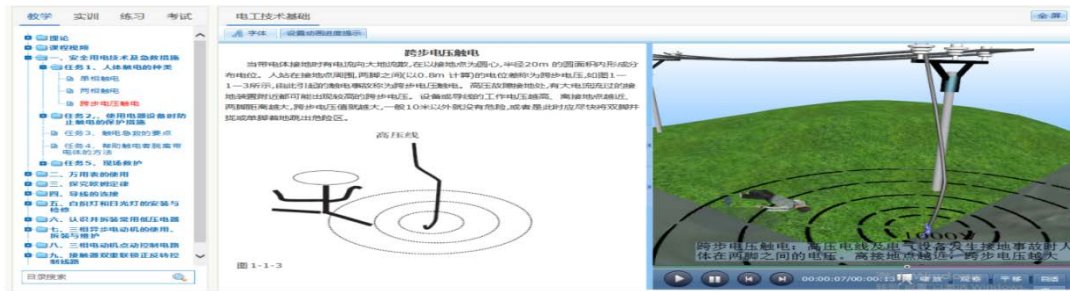 教学 实训 练习 考试
理论
课程视频
一、安全用电技术及急救措施
任务1、人体触电的种类
单相触电
两相触电
跨步电压触电
任务2、使用电器设备时防
止触电的保护措施
任务3、触电急救的要点
任务4、帮助触电者脱离带
电体的方法
任务5、现场救护
二、万用表的使用
三、探究欧姆定律
四、导线的连接
五、白炽灯和日光灯的安装与
检修
六、认识并拆装常用低压电器
七、三相异步电动机的使用、
拆装与维护
八、三相电动机点动控制电路
九、接触器双重联锁正反转控
制线路
目录搜索
电工技术基础
全屏
字体 设置动画进度提示
跨步电压触电
当带电体接地时有电流向大地流散,在以接地点为圆心,半径20m 的圆面积内形成分
布电位。人站在接地点周围,两脚之间(以0.8m 计算)的电位差称为跨步电压,如图1—
1—3所示,由此引起的触电事故称为跨步电压触电。高压故障接地处,有大电流流过的接
地装置附近都可能出现较高的跨步电压。设备或导线的工作电压越高、离接地点越近、
两脚距离越大,跨步电压值就越大,一般10米以外就没有危险,或者是此时应尽快将双脚并
拢或单脚着地跳出危险区。
高压线
图 1-1-3
跨步电压触电:高压电线及电气设备发生接地事故时人
体在两脚之间的电压。离接地点越近,跨步电压越大
00:00:07/00:00:13 缩放 观看 平移 自西